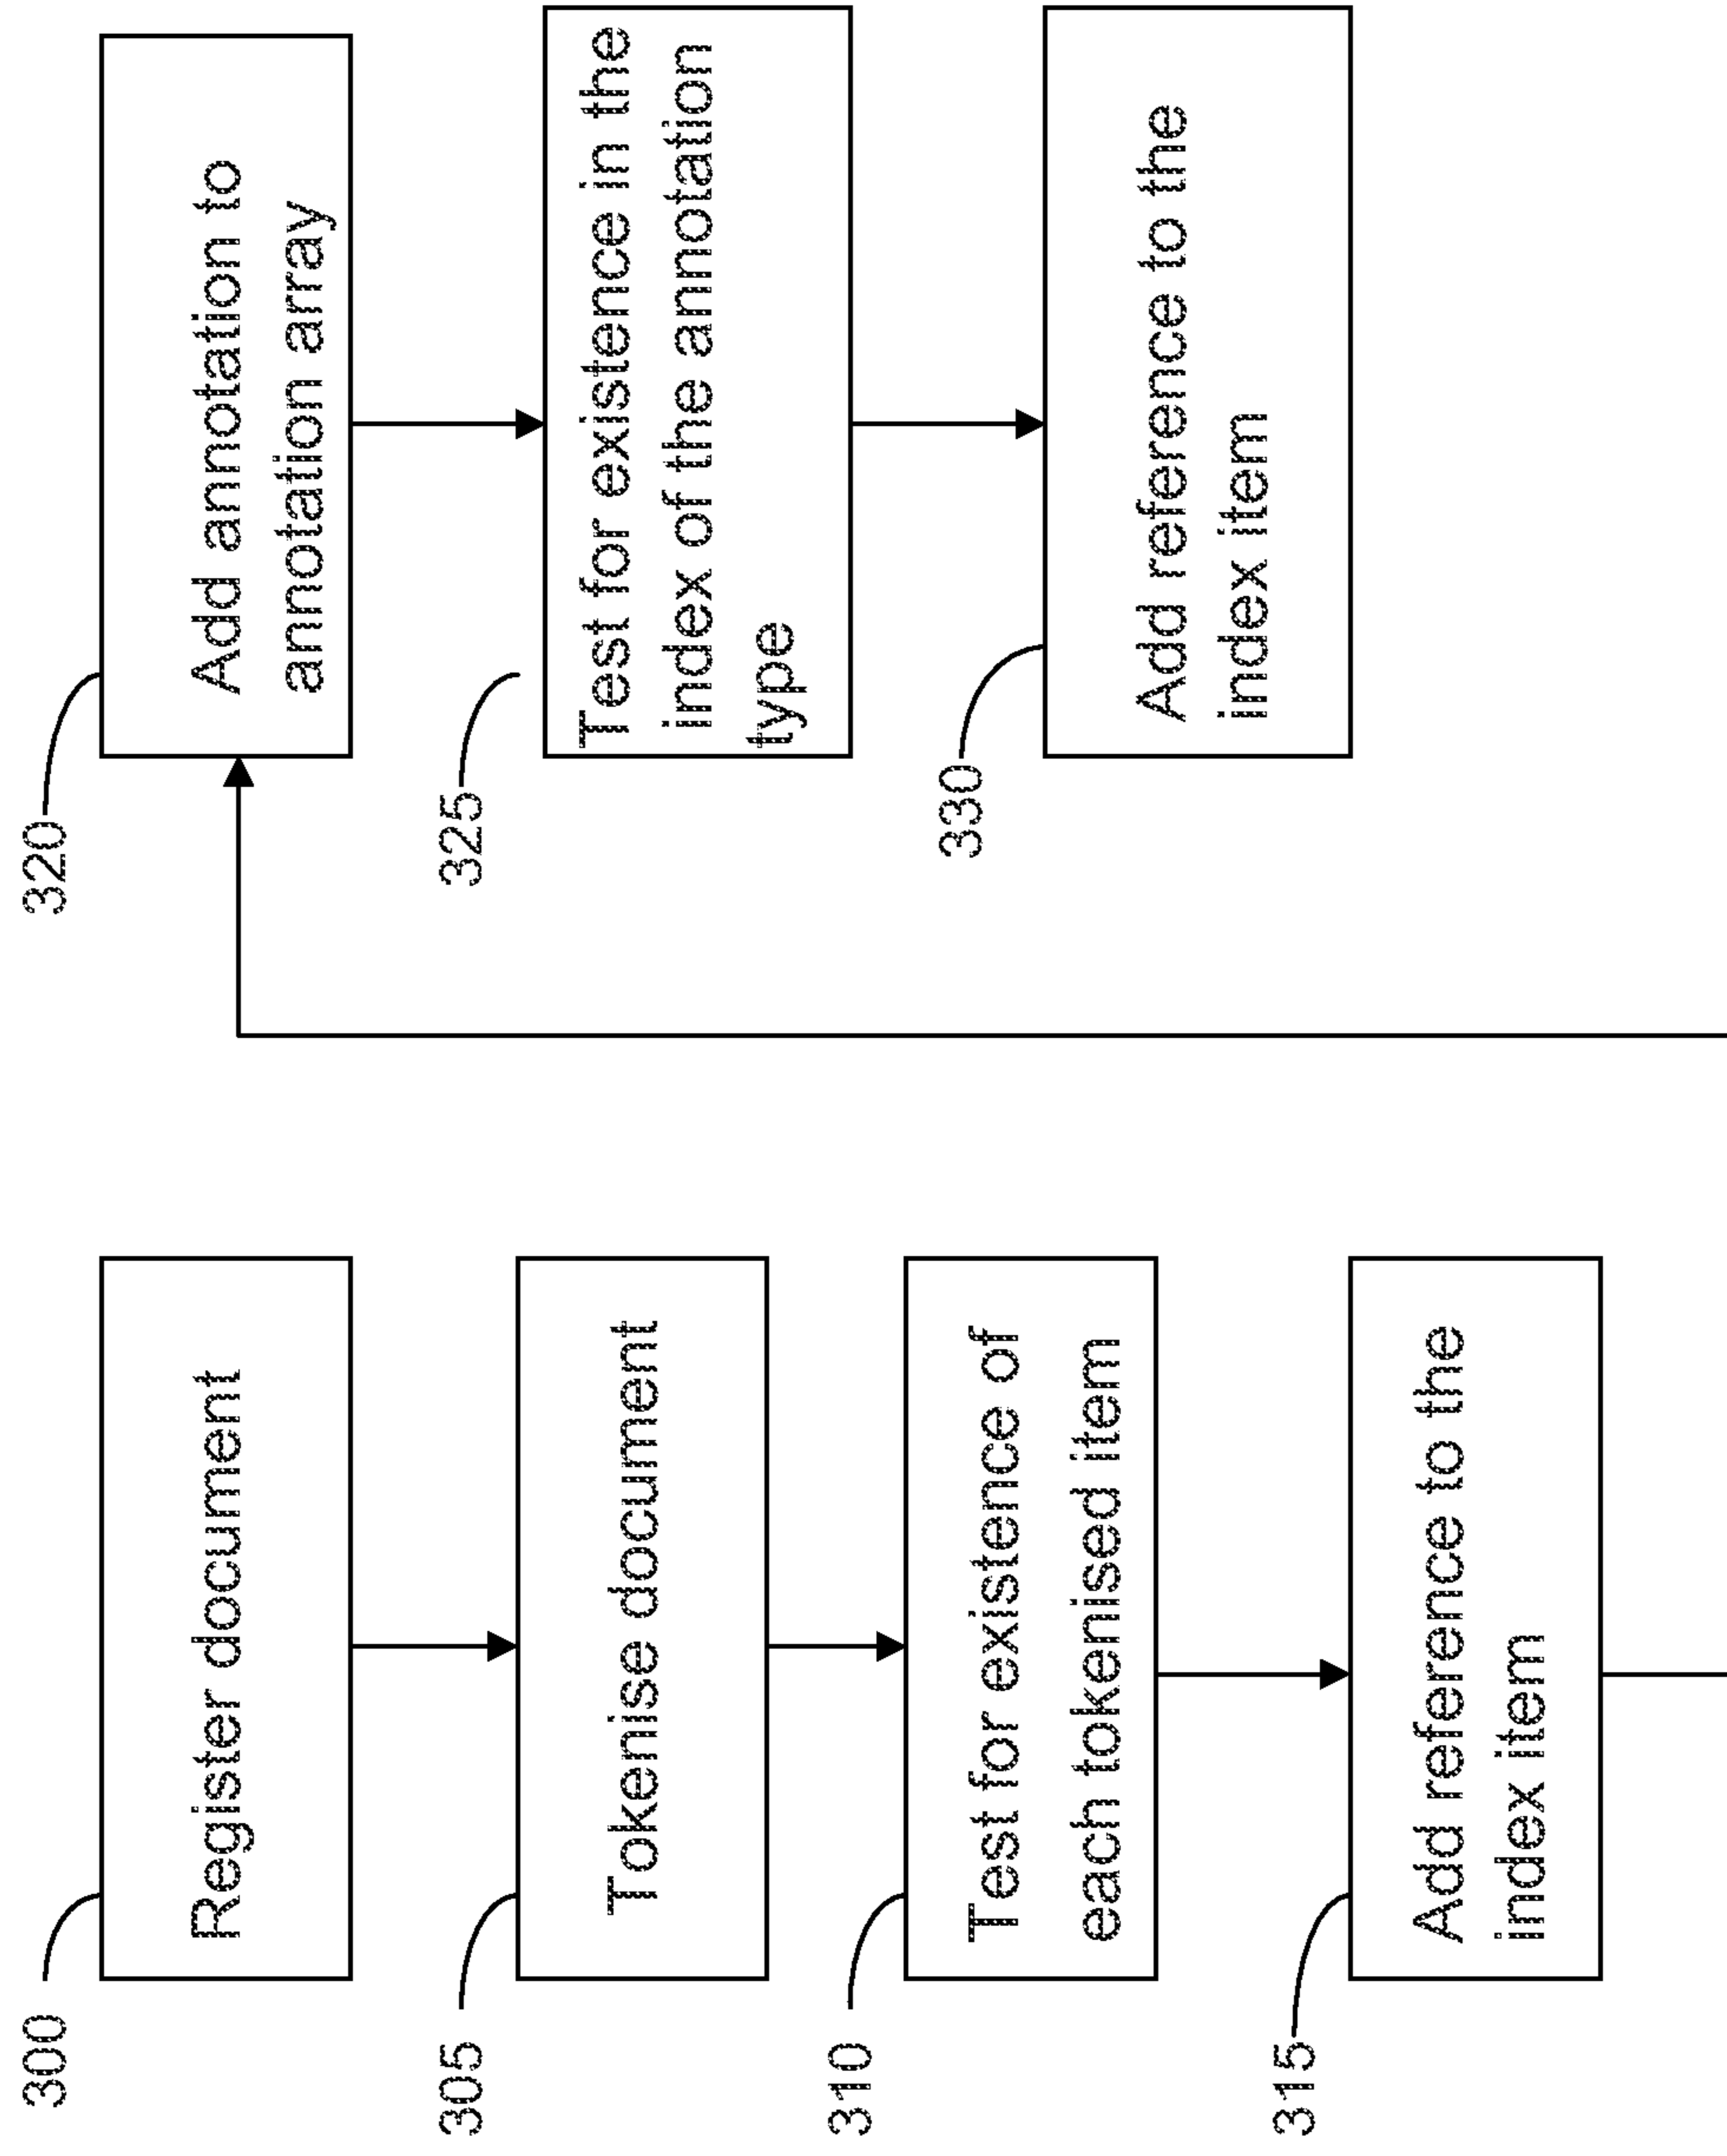 300
Register document
305
Tokenise document
310
Test for existence of
each tokenised item
315
Add reference to the
index item
320
Add annotation to
annotation array
325
Test for existence in the
index of the annotation
type
330
Add reference to the
index item